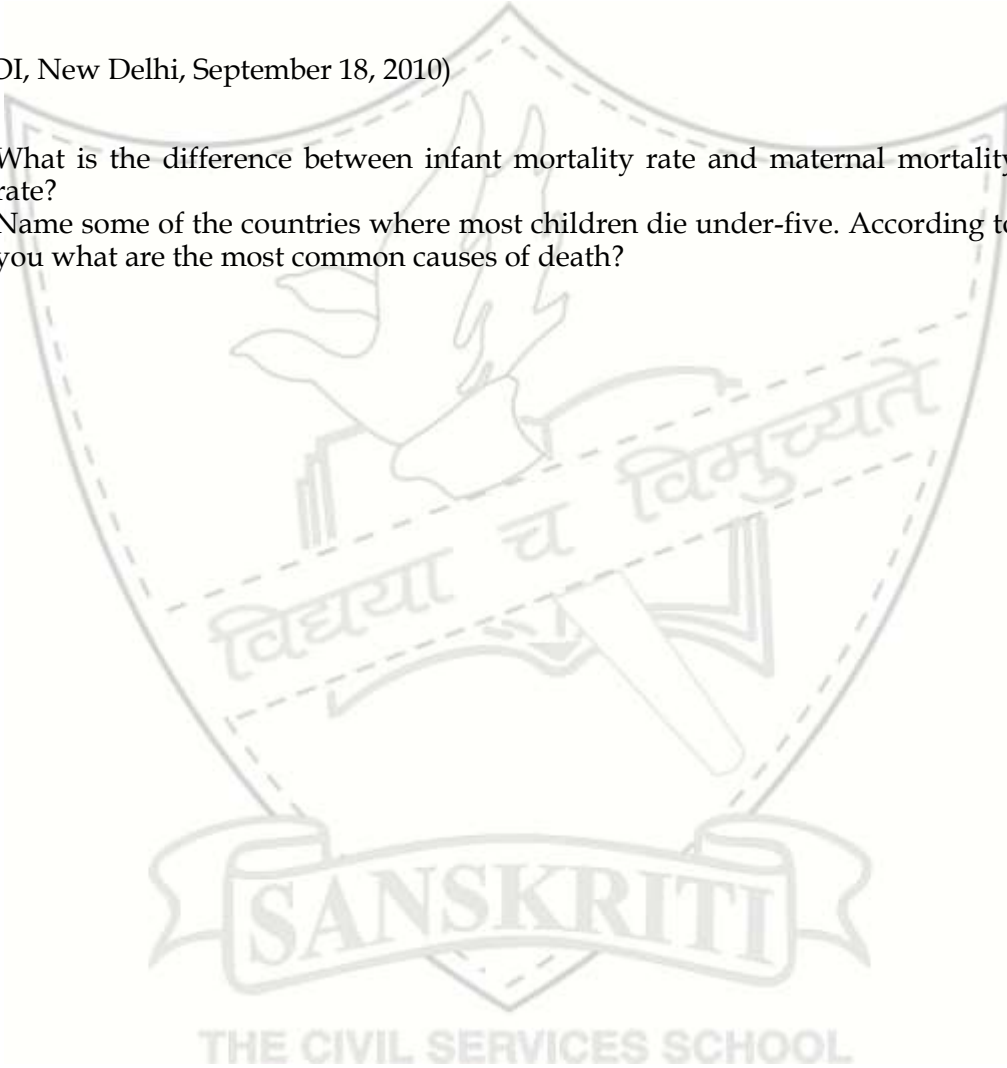 DI, New Delhi, September 18, 2010)
What is the difference between infant mortality rate and maternal mortality
rate?
Name some of the countries where most children die under-five. According to
you what are the most common causes of death?
विद्यया च विमुच्यते
SANSKRITI
THE CIVIL SERVICES SCHOOL